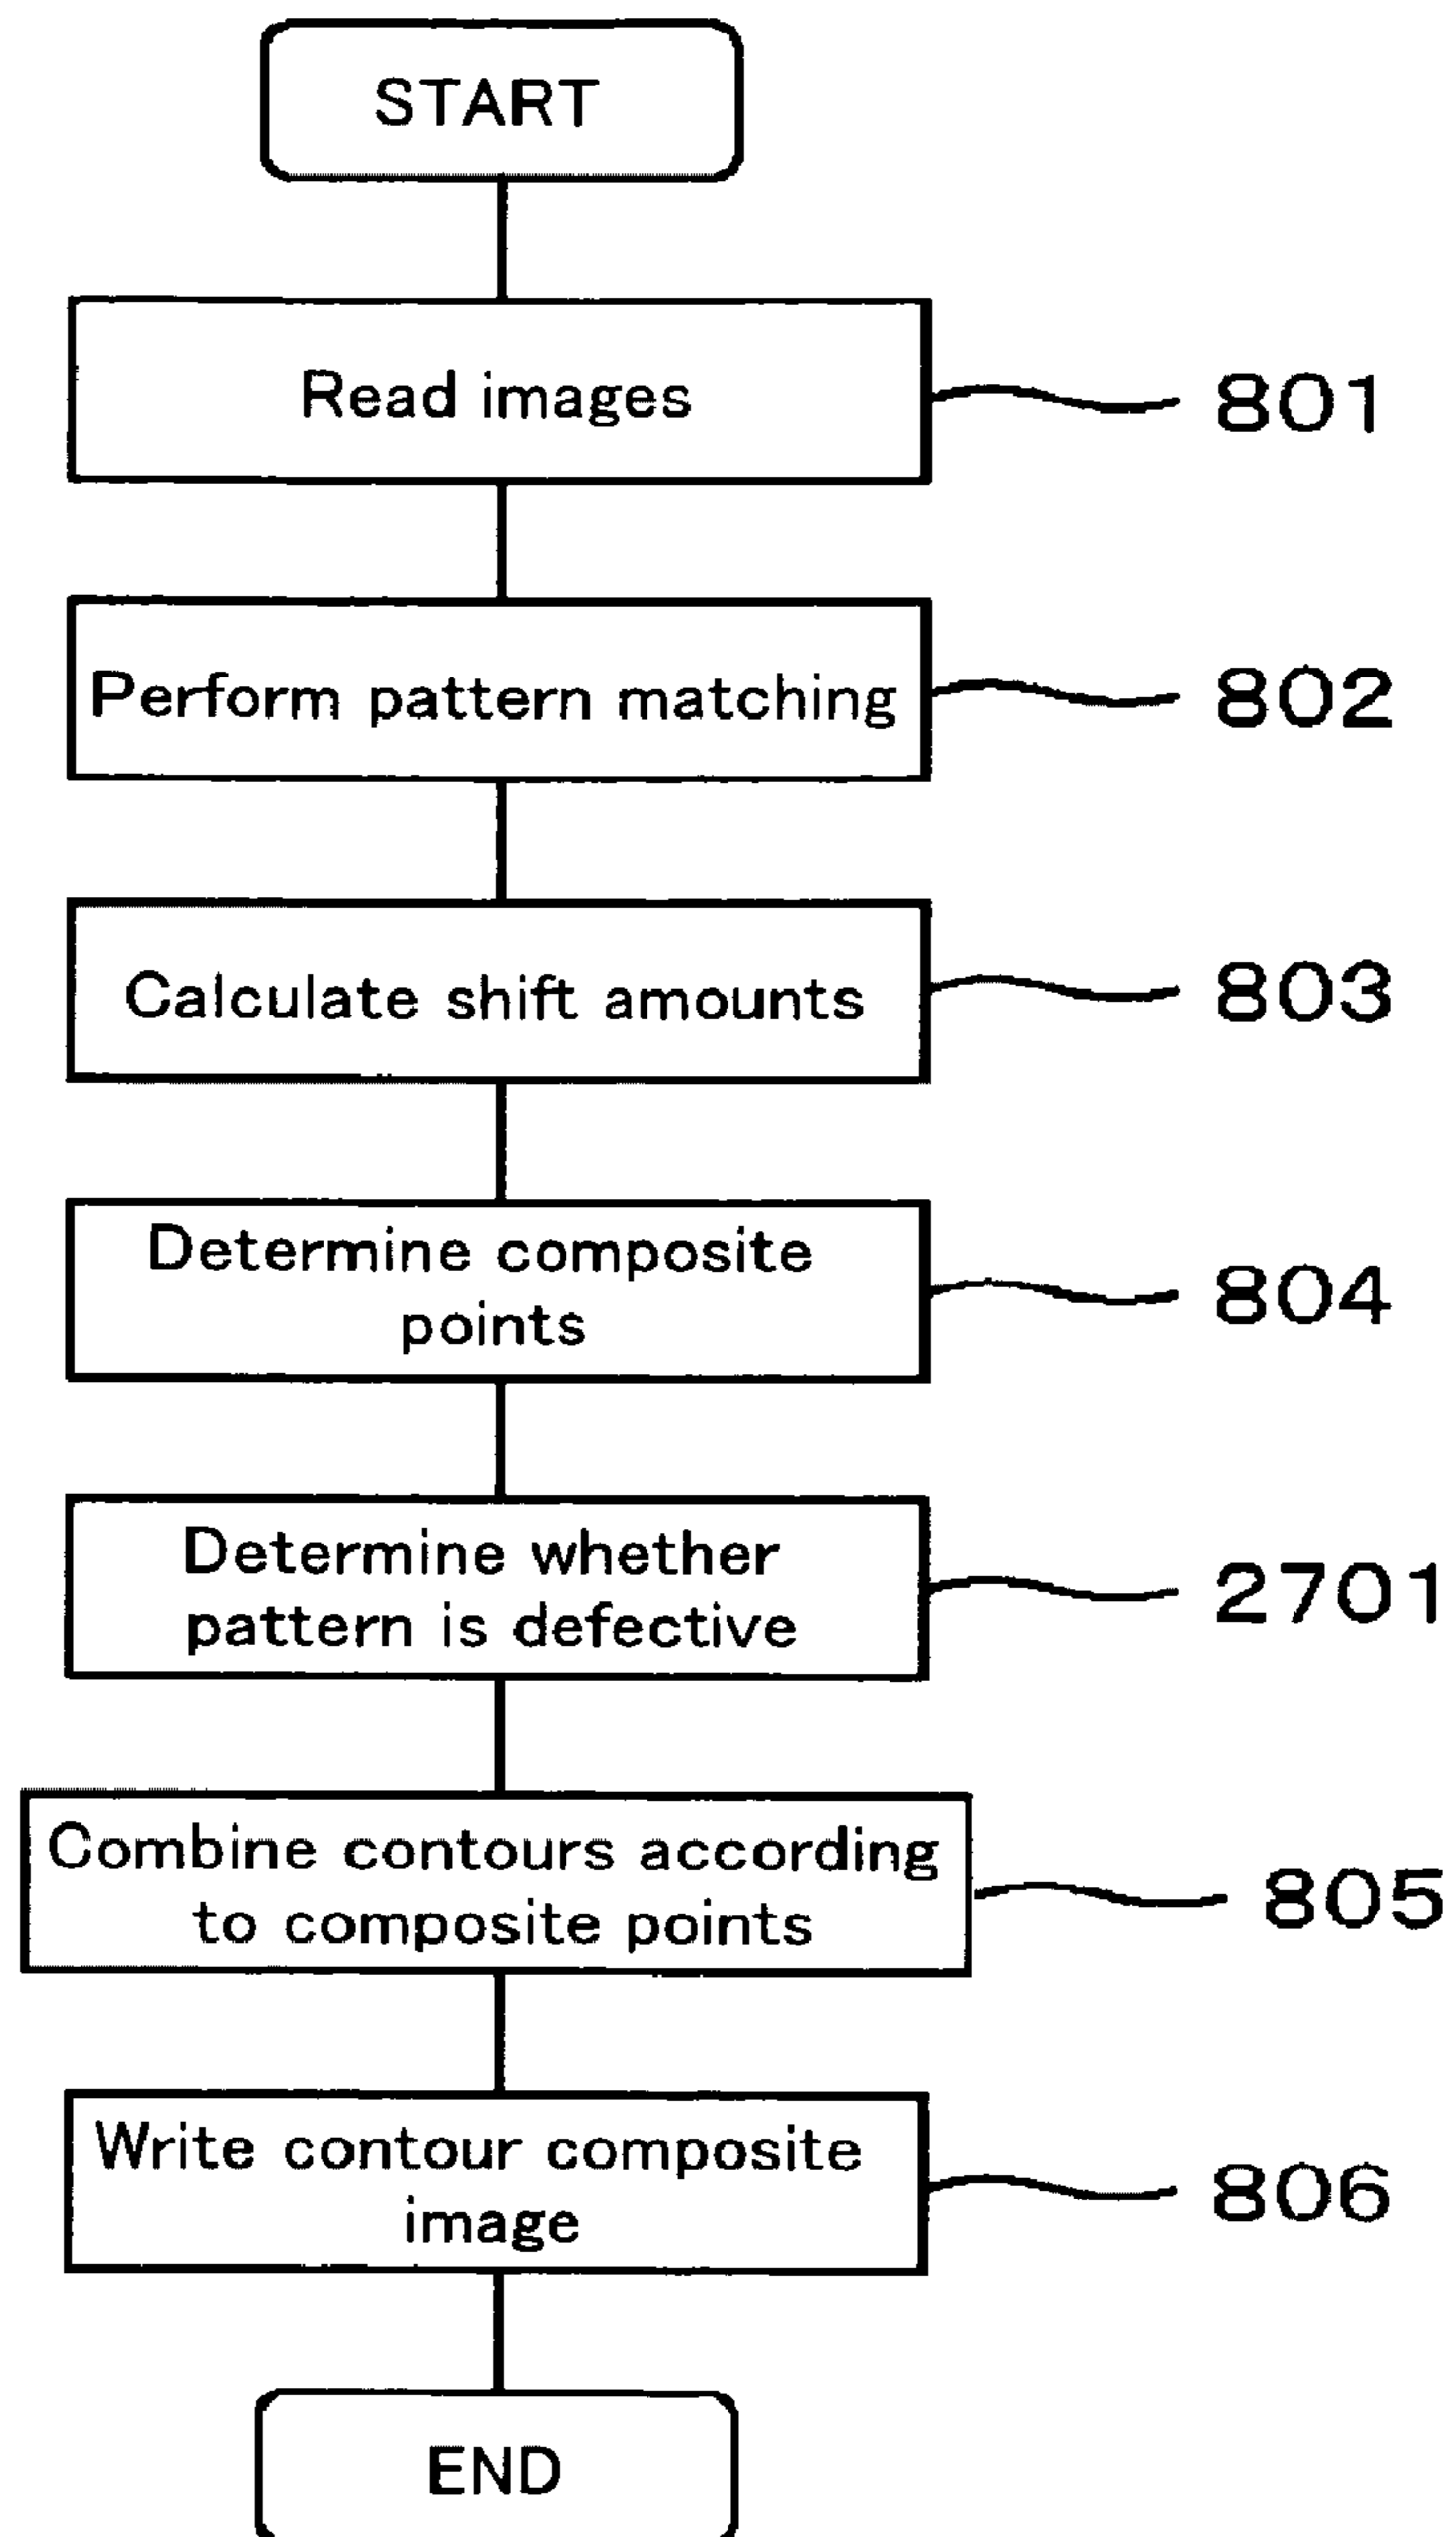 START
Read images
801
Perform pattern matching
802
Calculate shift amounts
803
Determine composite
points
804
Determine whether
pattern is defective
2701
Combine contours according
to composite points
805
Write contour composite
image
806
END